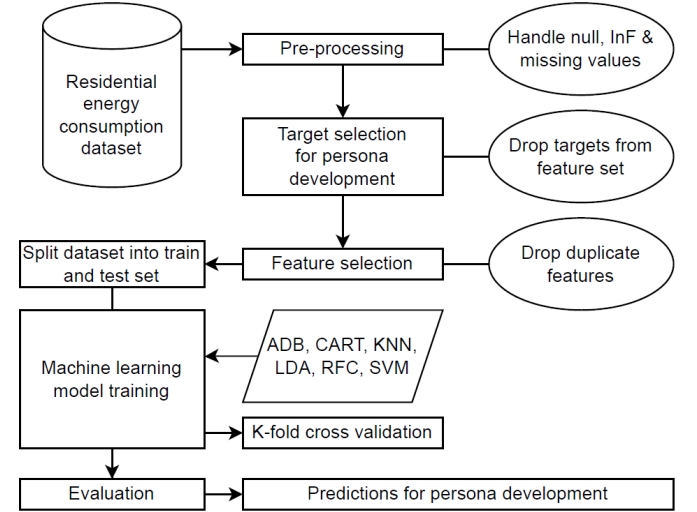 Residential
energy
consumption
dataset
Pre-processing
Handle null, InF &
missing values
Target selection
for persona
development
Drop targets from
feature set
Feature selection
Drop duplicate
features
Split dataset into train
and test set
Machine learning
model training
ADB, CART, KNN,
LDA, RFC, SVM
K-fold cross validation
Evaluation
Predictions for persona development